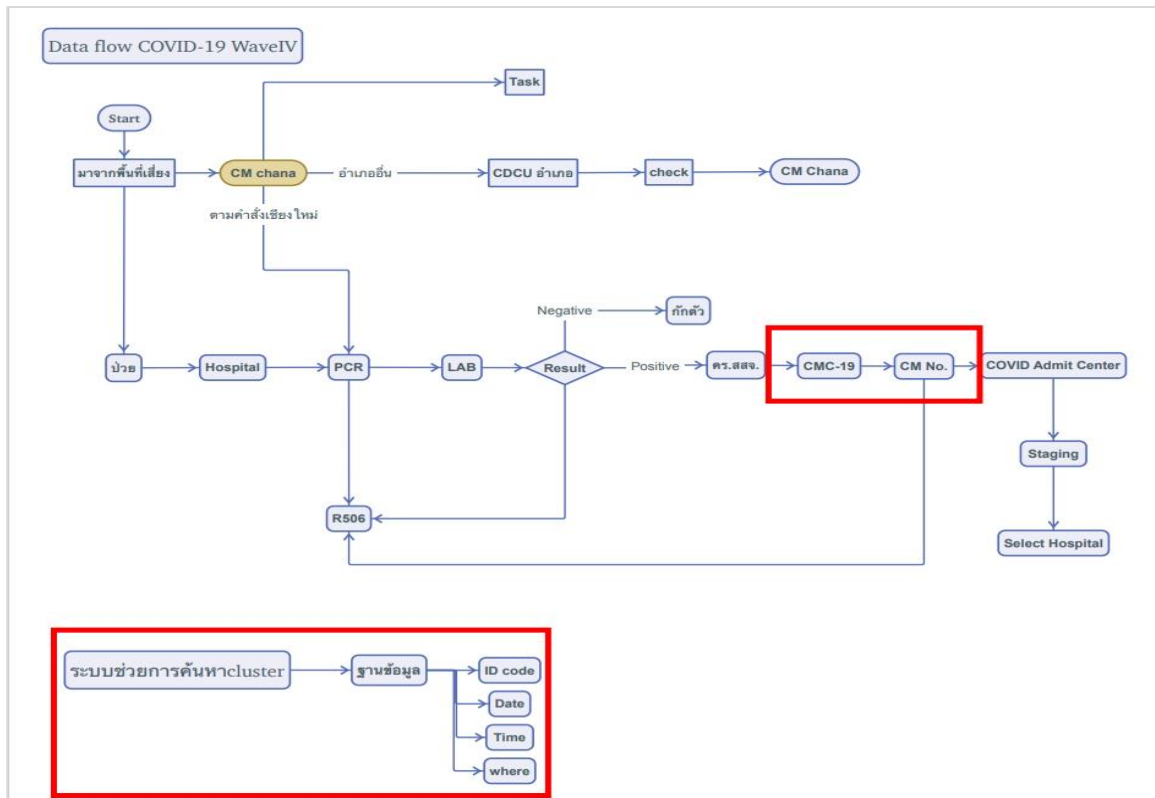 Data flow COVID-19 WaveIV
Task
Start
มาจากพื้นที่เสี่ยง
CM chana
อำเภออื่น
CDCU อำเภอ
check
CM Chana
ตามคำสั่งเชียงใหม่
Negative
กักตัว
ป่วย
Hospital
PCR
LAB
Result
Positive
คร.สสจ.
CMC-19
CM No.
COVID Admit Center
Staging
R506
Select Hospital
ระบบช่วยการค้นหาcluster
ฐานข้อมูล
ID code
Date
Time
where